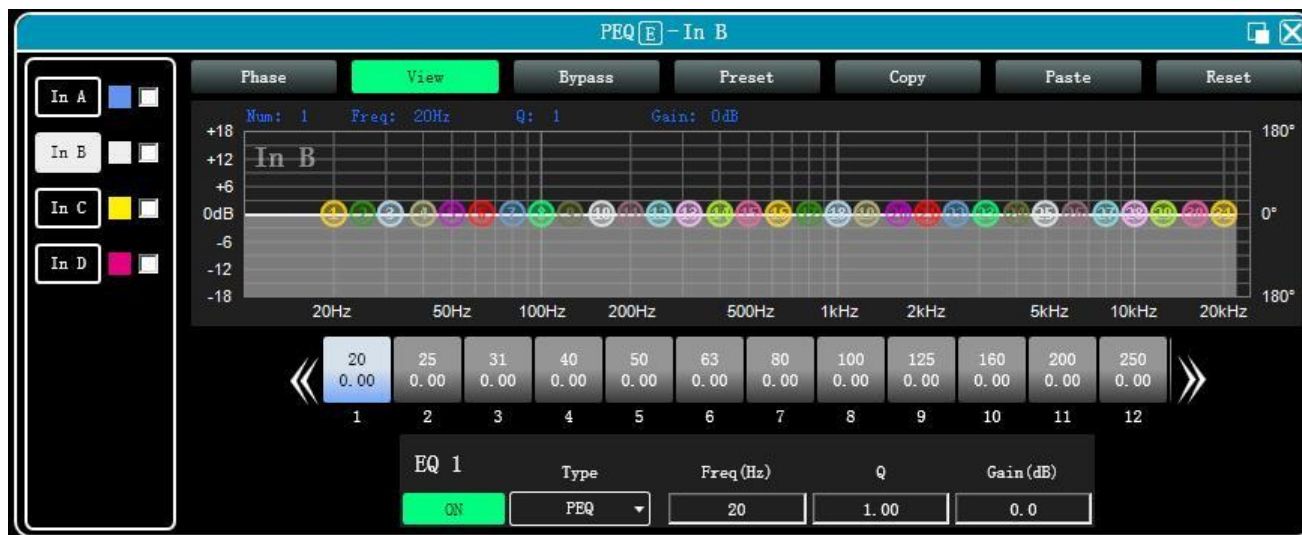 PEQ E - In B
Phase View Bypass Preset Copy Paste Reset
In A
In B
In C
In D
Num: 1 Freq: 20Hz Q: 1 Gain: 0dB
+18 180°
+12 In B
+6
0dB 0°
-6
-12
-18 180°
20Hz 50Hz 100Hz 200Hz 500Hz 1kHz 2kHz 5kHz 10kHz 20kHz
20 25 31 40 50 63 80 100 125 160 200 250
0.00 0.00 0.00 0.00 0.00 0.00 0.00 0.00 0.00 0.00 0.00 0.00
1 2 3 4 5 6 7 8 9 10 11 12
EQ 1 Type Freq(Hz) Q Gain(dB)
ON PEQ 20 1.00 0.0